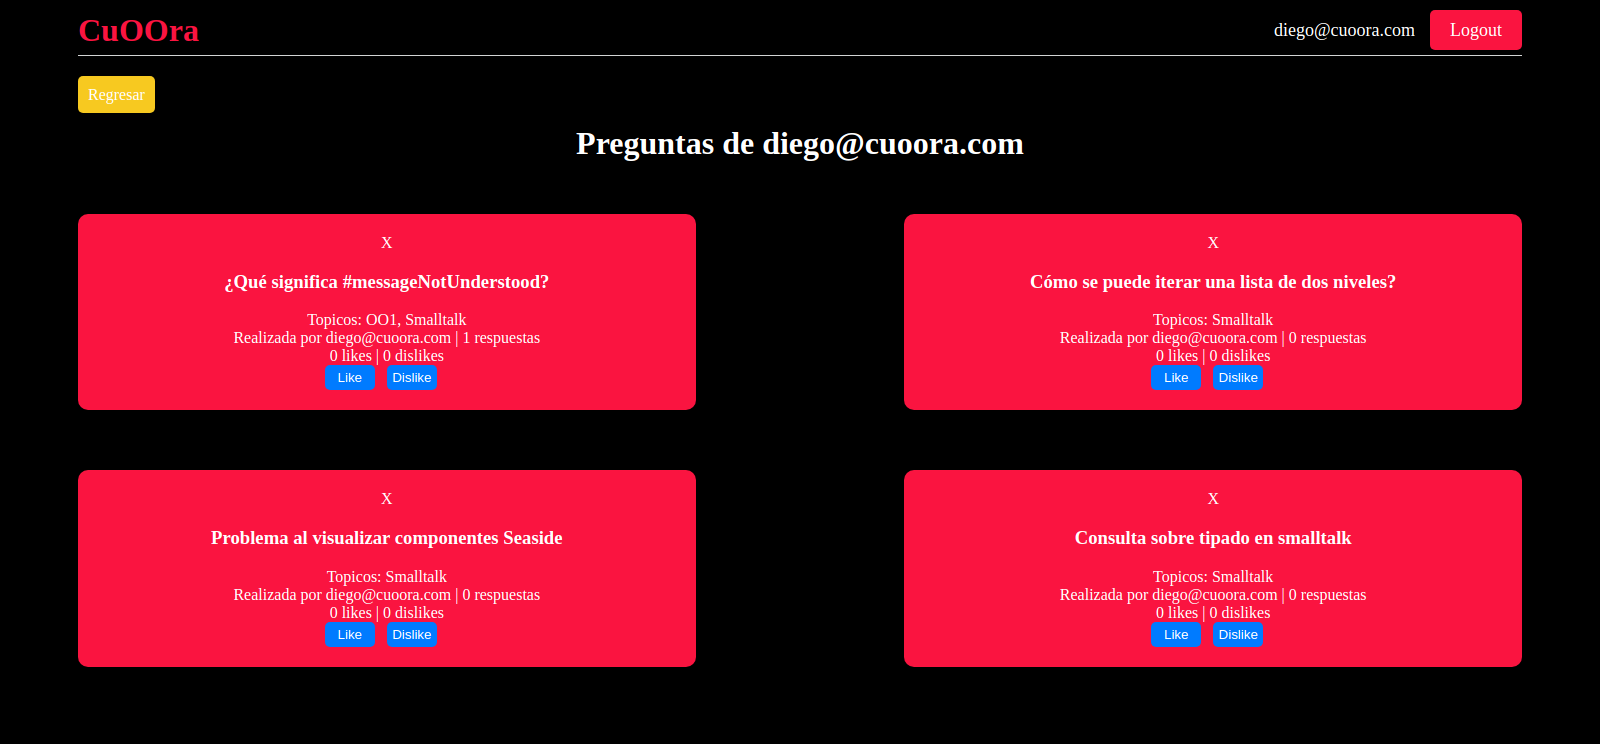 CuOOra
diego@cuoora.com
Logout
Regresar
Preguntas de diego@cuoora.com
X
¿Qué significa #messageNotUnderstood?
Topicos: OO1, Smalltalk
Realizada por diego@cuoora.com | 1 respuestas
0 likes | 0 dislikes
Like Dislike
X
Cómo se puede iterar una lista de dos niveles?
Topicos: Smalltalk
Realizada por diego@cuoora.com | 0 respuestas
0 likes | 0 dislikes
Like Dislike
X
Problema al visualizar componentes Seaside
Topicos: Smalltalk
Realizada por diego@cuoora.com | 0 respuestas
0 likes | 0 dislikes
Like Dislike
X
Consulta sobre tipado en smalltalk
Topicos: Smalltalk
Realizada por diego@cuoora.com | 0 respuestas
0 likes | 0 dislikes
Like Dislike